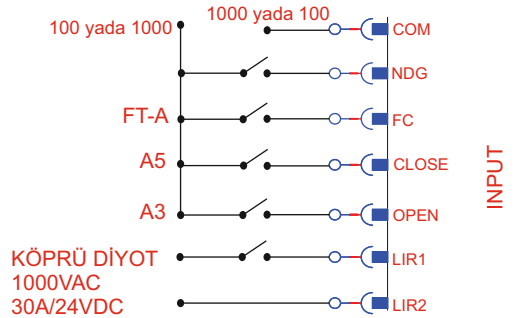 100 yada 1000
1000 yada 100
COM
NDG
FT-A
FC
A5
CLOSE
A3
OPEN
KÖPRÜ DİYOT
1000VAC
30A/24VDC
LIR1
LIR2
INPUT